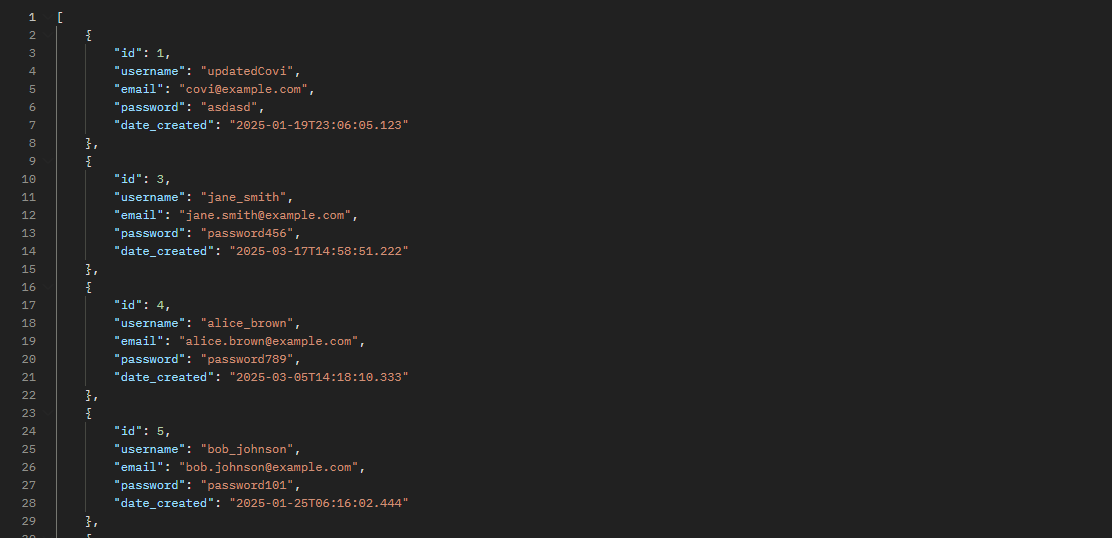 1 [
2 {
3 "id": 1,
4 "username": "updatedCovi",
5 "email": "covi@example.com",
6 "password": "asdasd",
7 "date_created": "2025-01-19T23:06:05.123"
8 },
9 {
10 "id": 3,
11 "username": "jane_smith",
12 "email": "jane.smith@example.com",
13 "password": "password456",
14 "date_created": "2025-03-17T14:58:51.222"
15 },
16 {
17 "id": 4,
18 "username": "alice_brown",
19 "email": "alice.brown@example.com",
20 "password": "password789",
21 "date_created": "2025-03-05T14:18:10.333"
22 },
23 {
24 "id": 5,
25 "username": "bob_johnson",
26 "email": "bob.johnson@example.com",
27 "password": "password101",
28 "date_created": "2025-01-25T06:16:02.444"
29 },